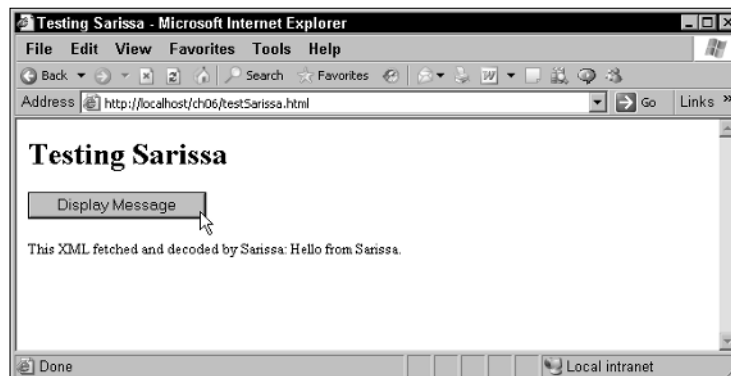 Testing Sarissa - Microsoft Internet Explorer
File Edit View Favorites Tools Help
Back Search Favorites W
Address http://localhost/ch06/testSarissa.html Go Links »
Testing Sarissa
Display Message
This XML fetched and decoded by Sarissa: Hello from Sarissa.
Done Local intranet